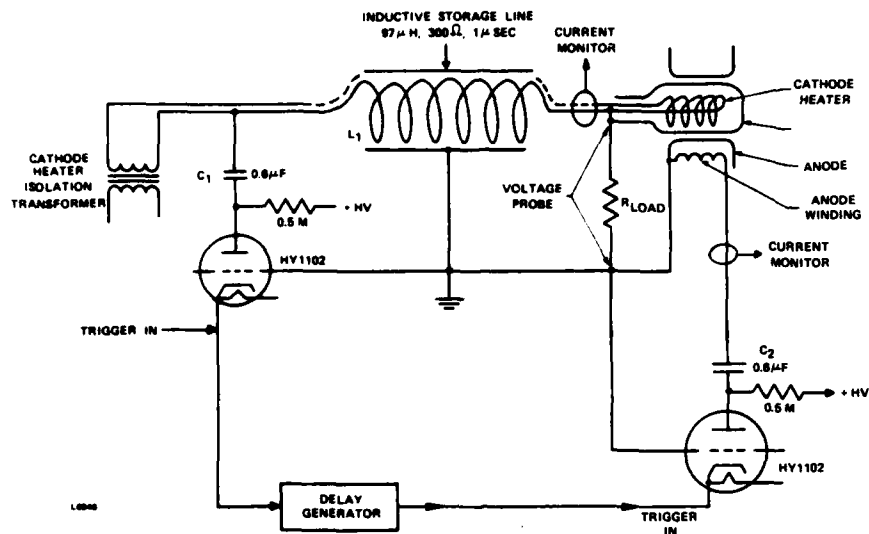 INDUCTIVE STORAGE LINE
97μH, 300Ω, 1μSEC
CURRENT
MONITOR
CATHODE
HEATER
L1
CATHODE
HEATER
ISOLATION
TRANSFORMER
C1
0.6μF
0.5 M
+ HV
VOLTAGE
PROBE
RLOAD
ANODE
ANODE
WINDING
HY1102
CURRENT
MONITOR
TRIGGER IN
C2
0.6μF
0.5 M
+ HV
HY1102
DELAY
GENERATOR
TRIGGER
IN